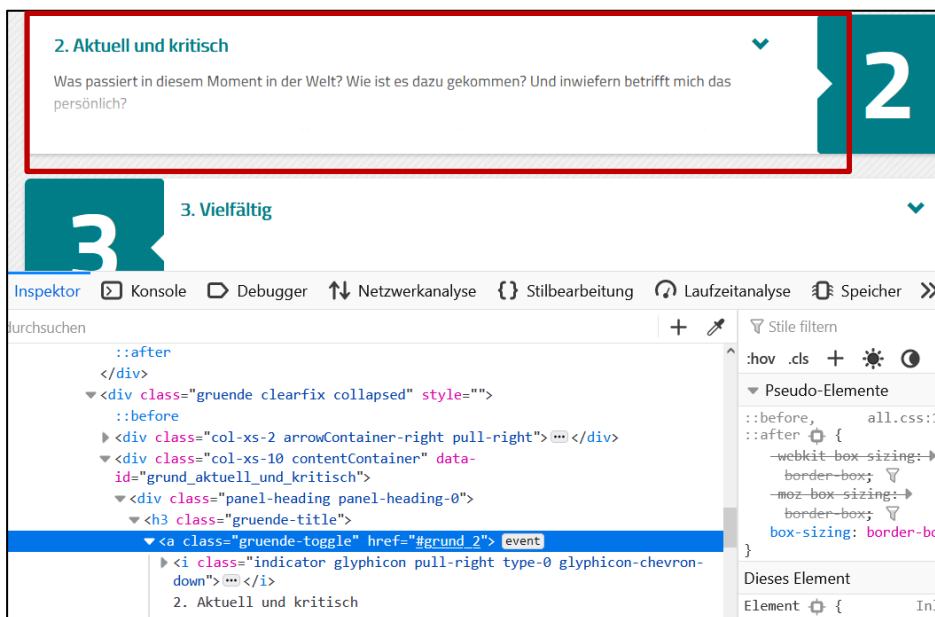 2. Aktuell und kritisch
Was passiert in diesem Moment in der Welt? Wie ist es dazu gekommen? Und inwiefern betrifft mich das
persönlich?
2
3. Vielfältig
3
Inspektor Konsole Debugger Netzwerkanalyse Stilbearbeitung Laufzeitanalyse Speicher
durchsuchen
Stile filtern
::after
</div>
:hov .cls
<div class="gruende clearfix collapsed" style="">
Pseudo-Elemente
::before
<div class="col-xs-2 arrowContainer-right pull-right"> </div>
<div class="col-xs-10 contentContainer" data-
id="grund_aktuell_und_kritisch">
<div class="panel-heading panel-heading-0">
<h3 class="gruende-title">
<a class="gruende-toggle" href="#grund_2"> event
<i class="indicator glyphicon pull-right type-0 glyphicon-chevron-
down"> </i>
2. Aktuell und kritisch
::before, all.css:
::after {
-webkit-box-sizing:
border-box;
-moz-box-sizing:
border-box;
box-sizing:
}
Dieses Element
Element {